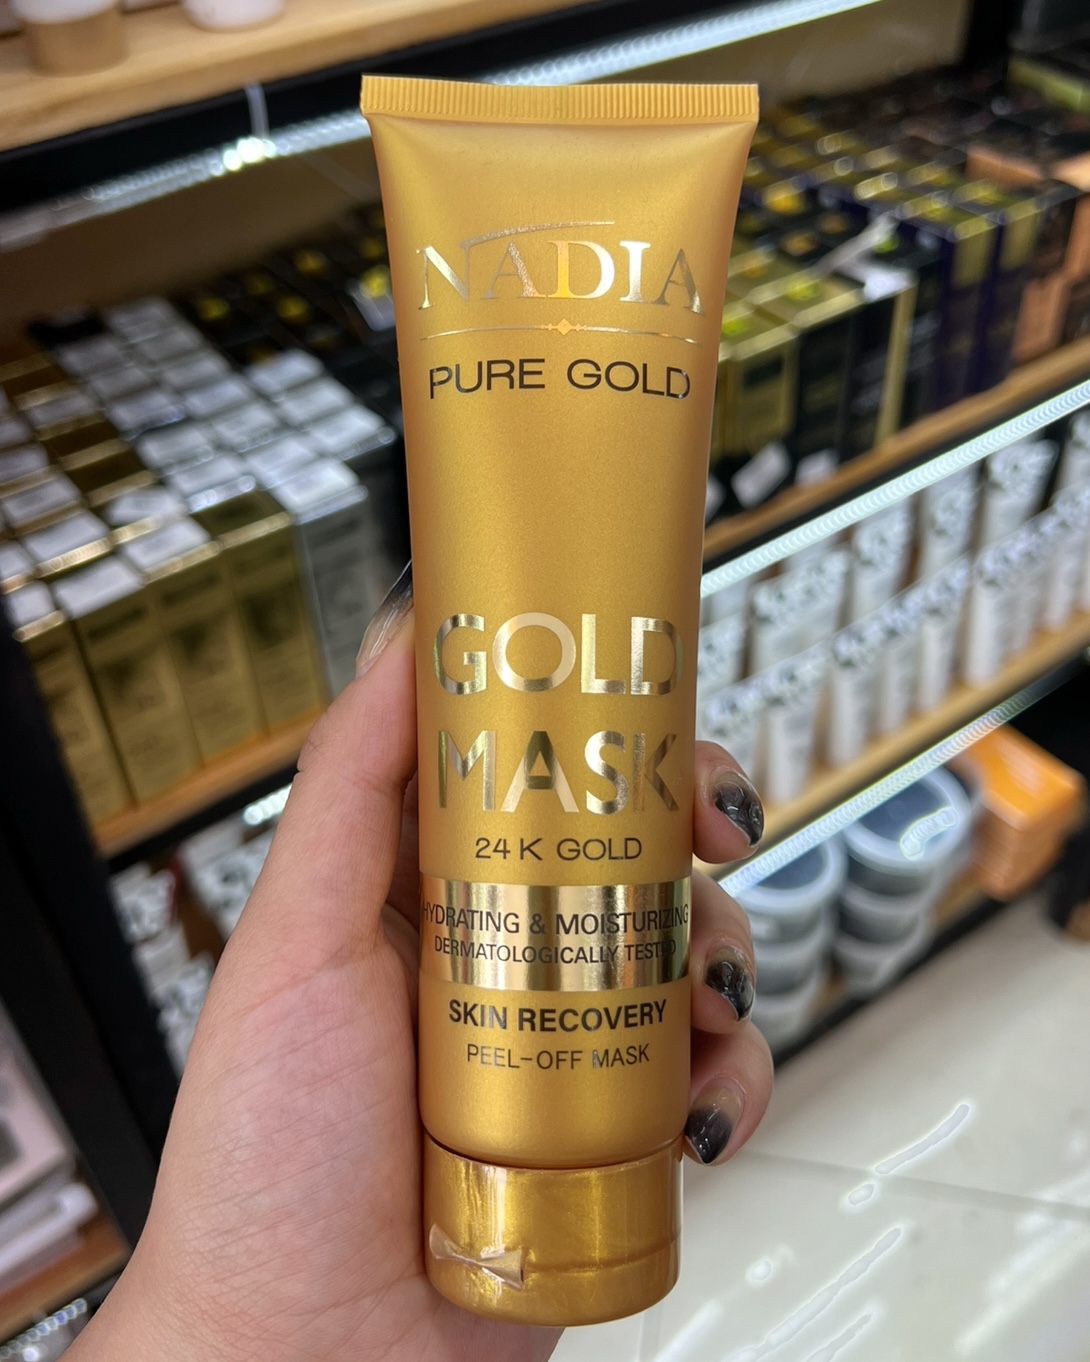 NADIA
PURE GOLD
GOLD
MASK
24 K GOLD
HYDRATING & MOISTURIZING
DERMATOLOGICALLY TESTED
SKIN RECOVERY
PEEL-OFF MASK